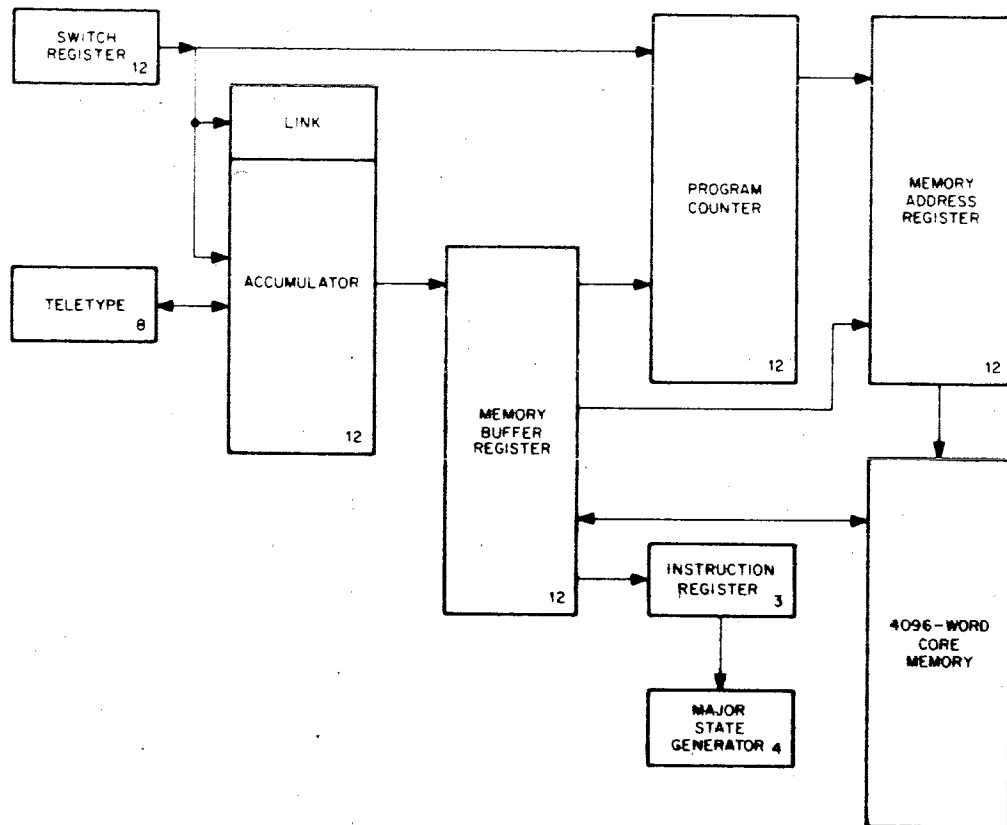 SWITCH
REGISTER
12
LINK
ACCUMULATOR
12
TELETYPE
8
MEMORY
BUFFER
REGISTER
12
PROGRAM
COUNTER
12
MEMORY
ADDRESS
REGISTER
12
INSTRUCTION
REGISTER
3
MAJOR
STATE
GENERATOR 4
4096-WORD
CORE
MEMORY